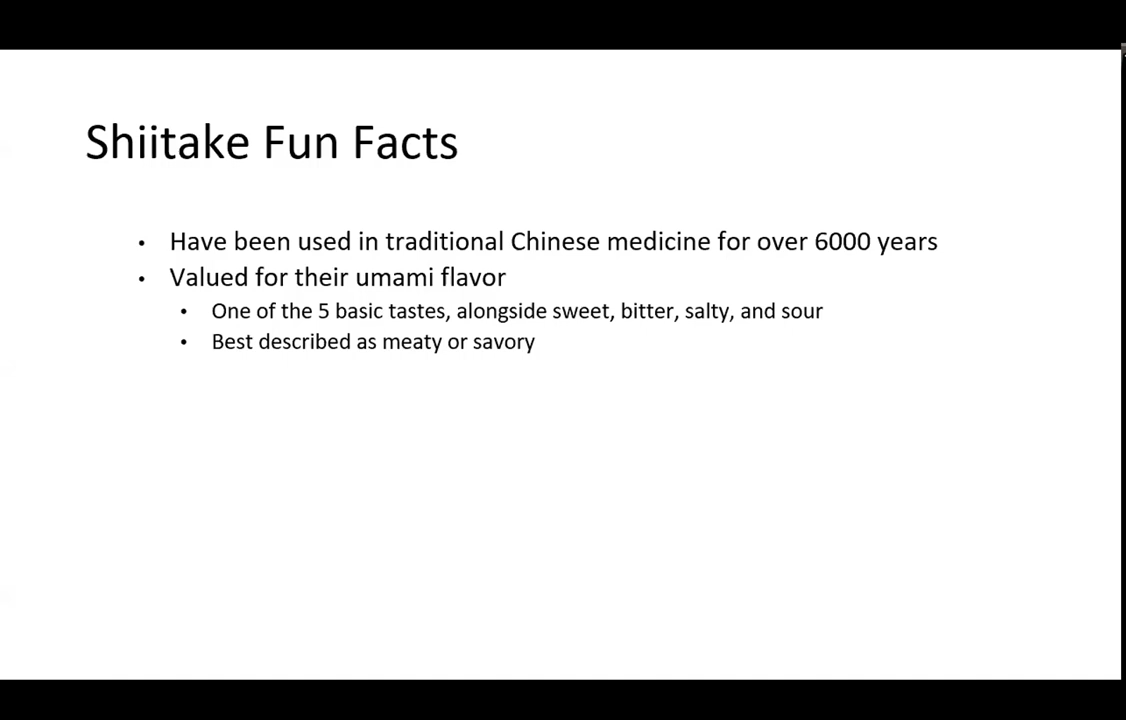 Shiitake Fun Facts
• Have been used in traditional Chinese medicine for over 6000 years
• Valued for their umami flavor
• One of the 5 basic tastes, alongside sweet, bitter, salty, and sour
• Best described as meaty or savory